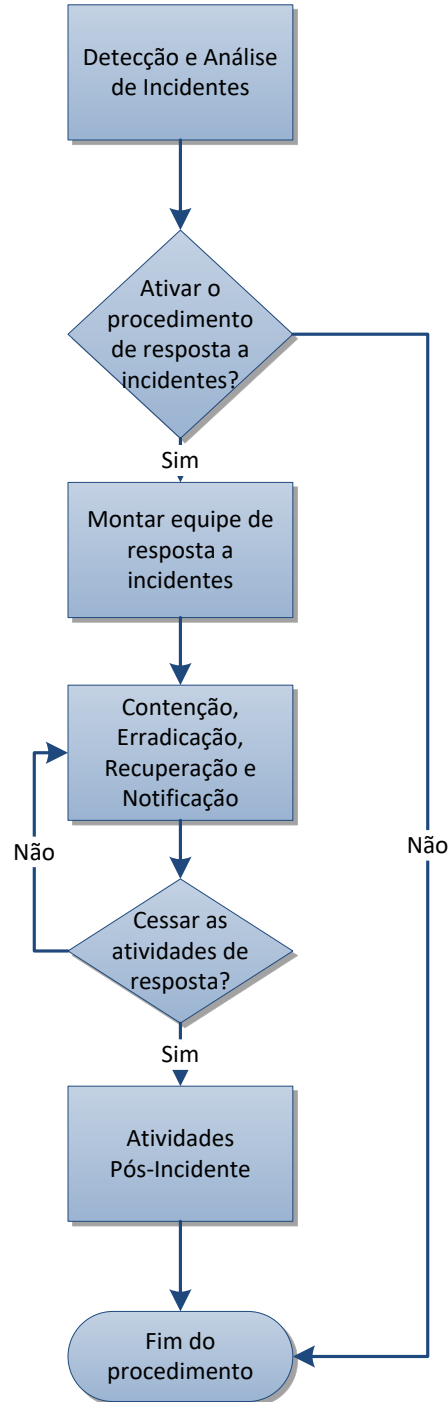 Detecção e Análise
de Incidentes
Ativar o
procedimento
de resposta a
incidentes?
Sim
Montar equipe de
resposta a
incidentes
Contenção,
Erradicação,
Recuperação e
Notificação
Não
Não
Cessar as
atividades de
resposta?
Sim
Atividades
Pós-Incidente
Fim do
procedimento